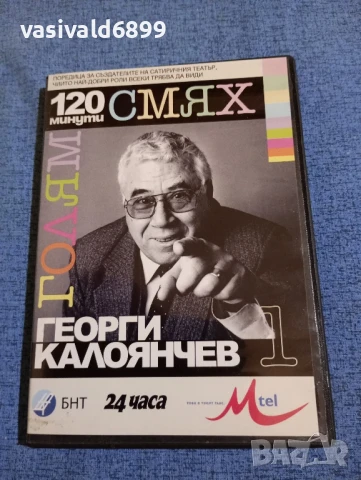 vasivald6899
ПОРЕДИЦА ЗА СЪЗДАТЕЛИТЕ НА САТИРИЧНИЯ ТЕАТЪР,
ЧИИТО НАЙ-ДОБРИ РОЛИ ВСЕКИ ТРЯБВА ДА ВИДИ
120
МИНУТИ
ГОЛЯМ
СМЯХ
ГЕОРГИ
КАЛОЯНЧЕВ
1
БНТ
24 часа
Mtel
bazar